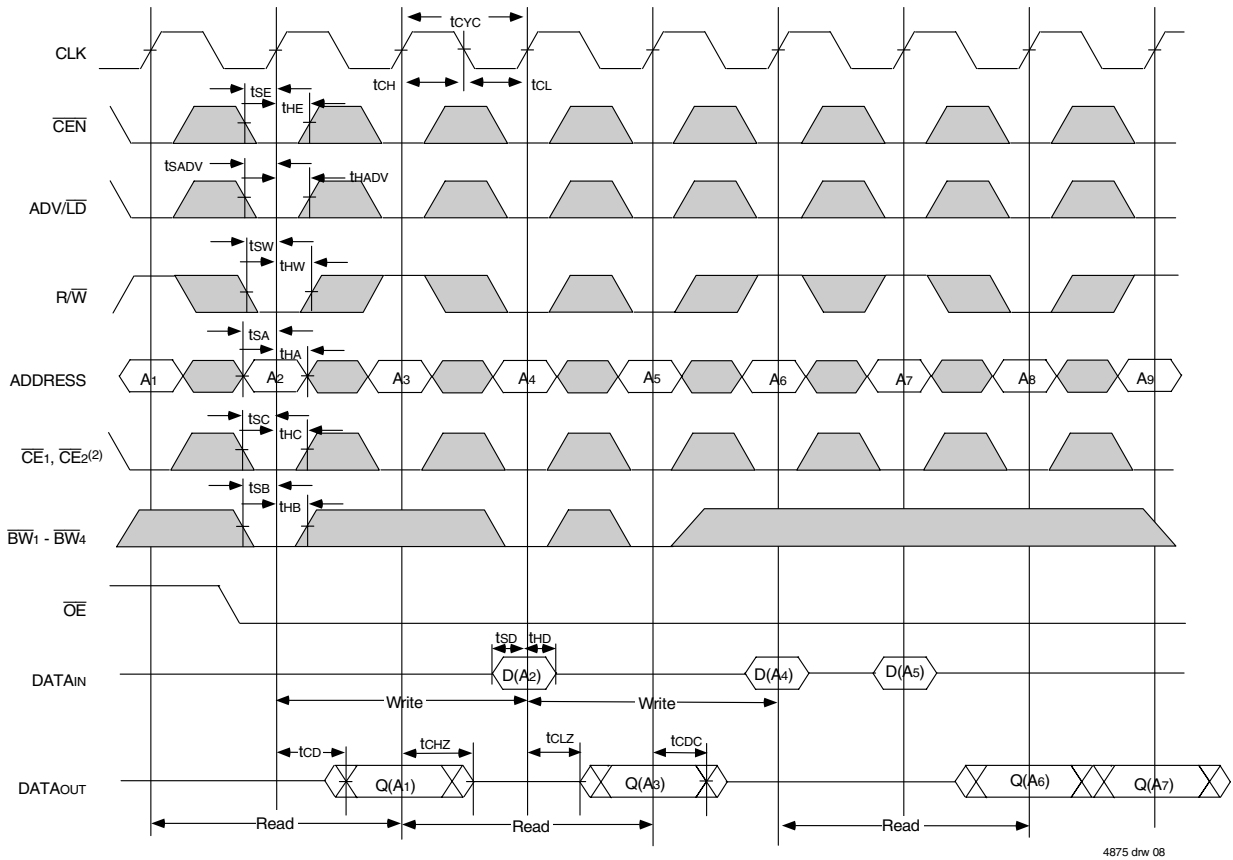 tCYC
CLK
tCH
tCL
tSE
tHE
CEN
tSADV
tHADV
ADV/LD
tSW
tHW
R/W
tSA
tHA
ADDRESS
A1
A2
A3
A4
A5
A6
A7
A8
A9
tSC
tHC
CE1, CE2(2)
tSB
tHB
BW1 - BW4
OE
tSD
tHD
DATAIN
D(A2)
D(A4)
D(A5)
Write
Write
tCD
tCHZ
tCLZ
tCDC
DATAOUT
Q(A1)
Q(A3)
Q(A6)
Q(A7)
Read
Read
Read
4875 drw 08